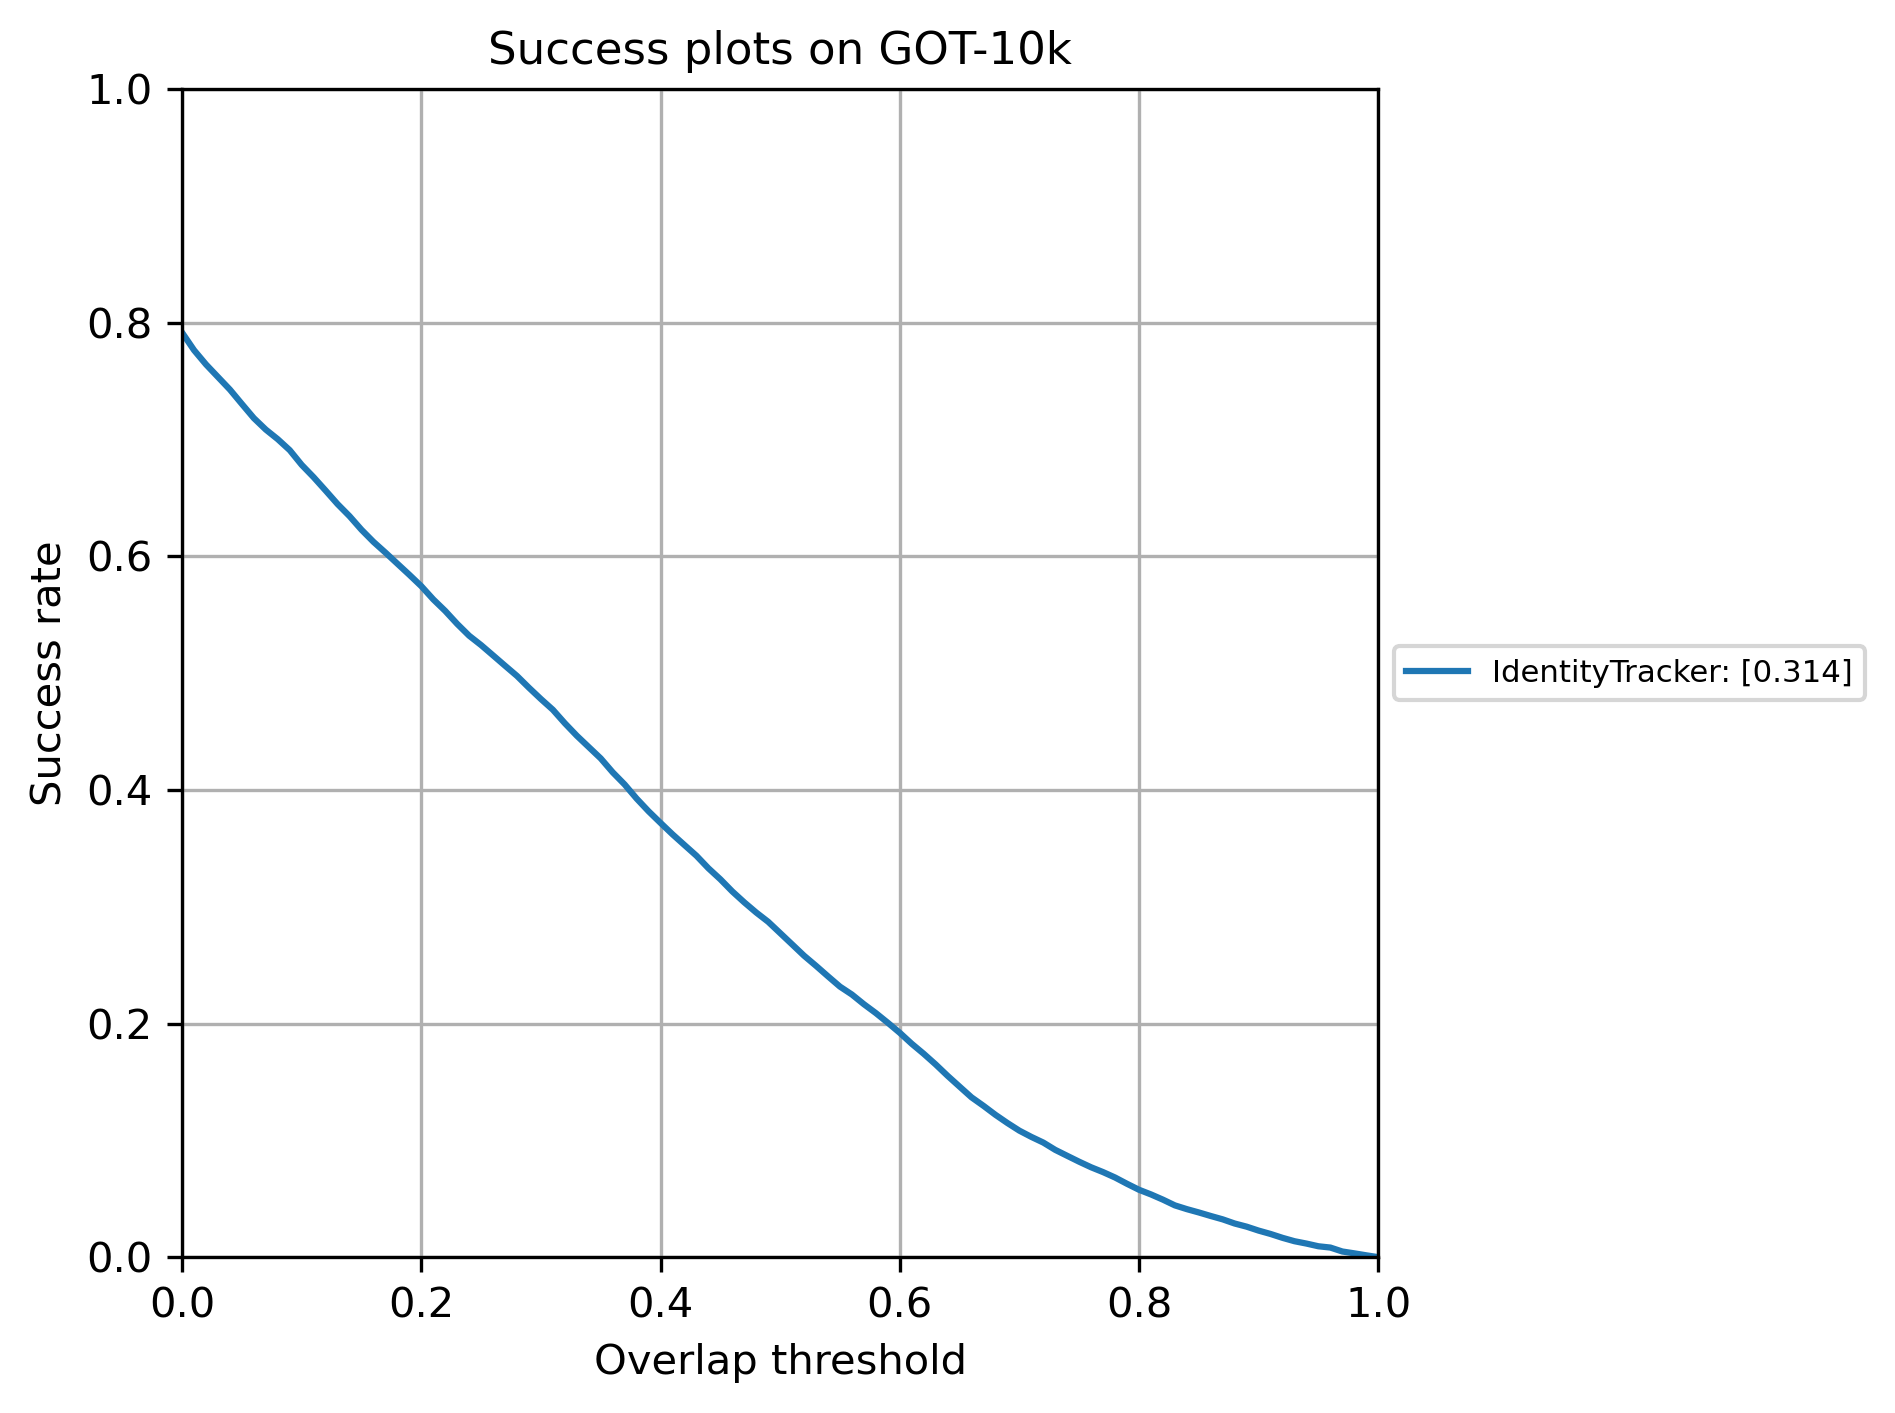 Success plots on GOT-10k
1.0
0.8
0.6
0.4
0.2
0.0
Success rate
0.0 0.2 0.4 0.6 0.8 1.0
Overlap threshold
IdentityTracker: [0.314]